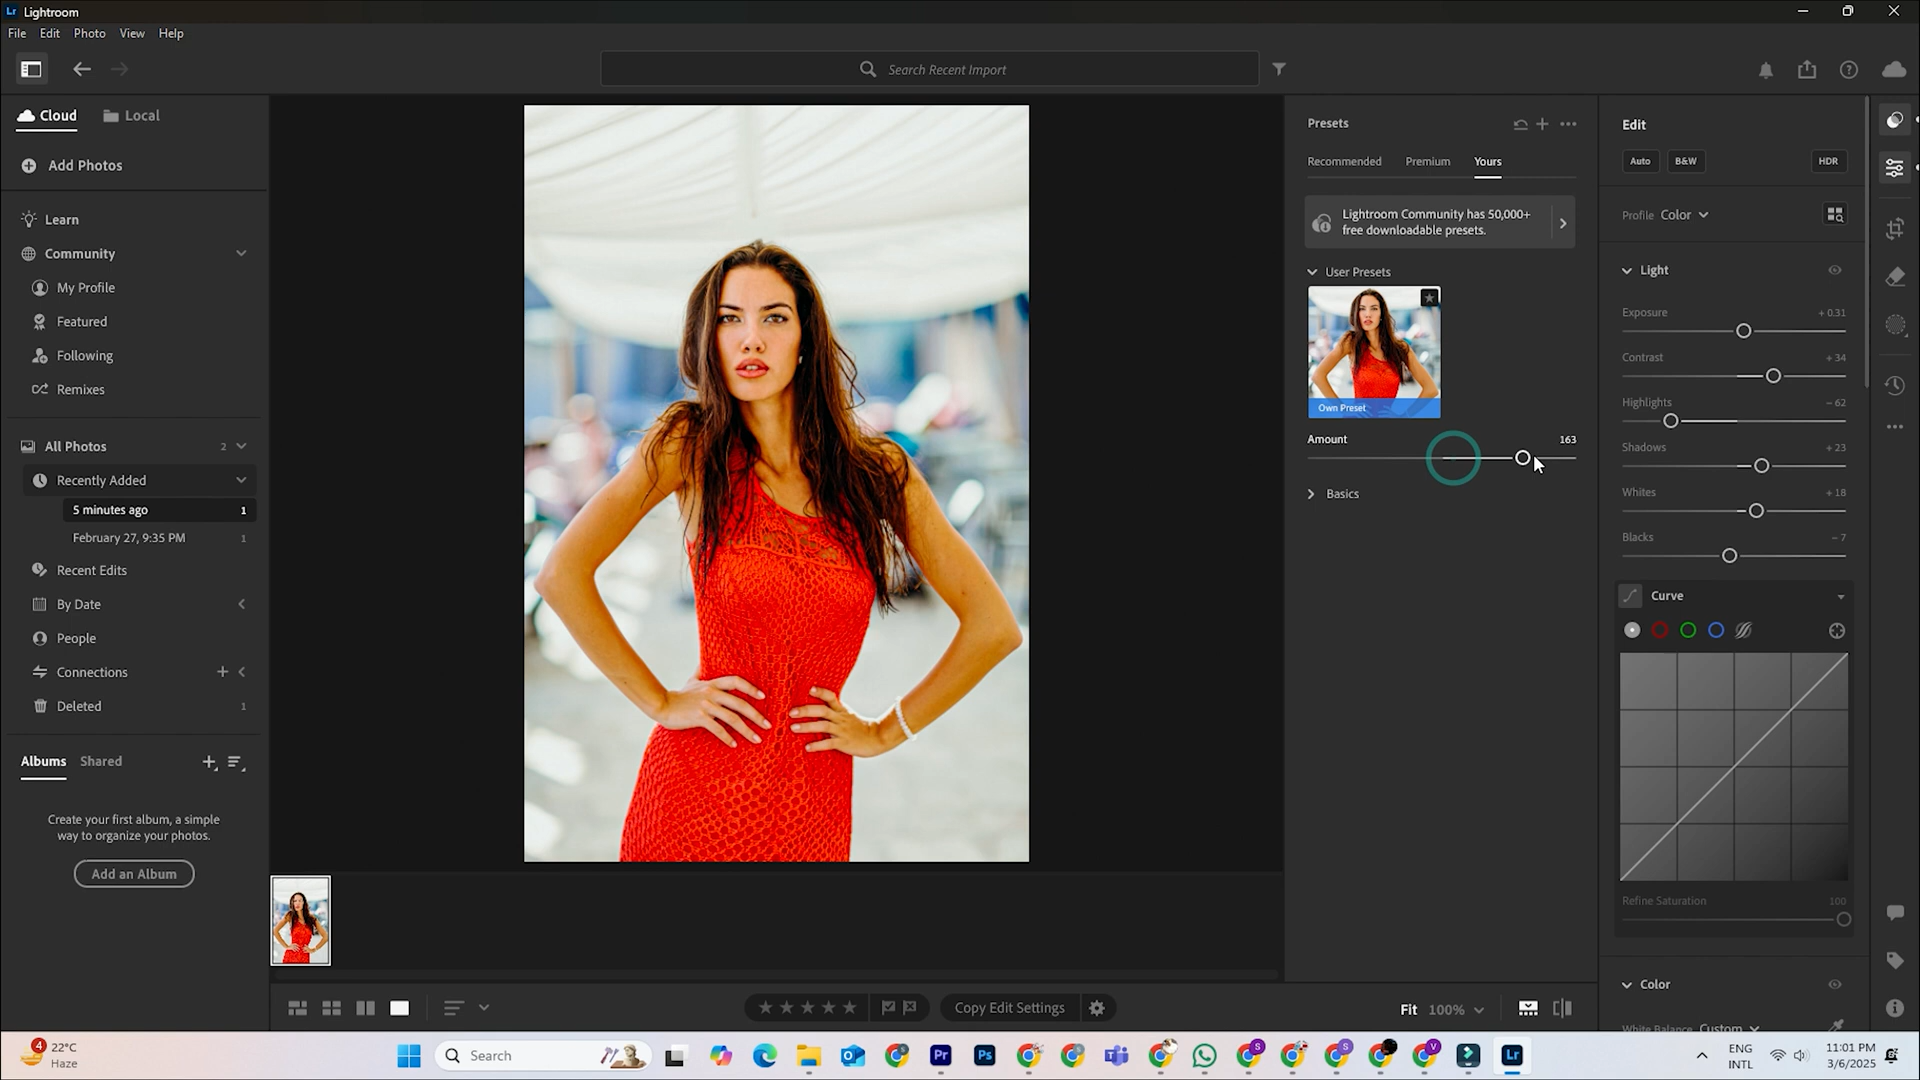 Lr Lightroom
File Edit Photo View Help
Search Recent Import
Cloud Local
Add Photos
Learn
Community
My Profile
Featured
Following
Remixes
All Photos 2
Recently Added
5 minutes ago 1
February 27, 9:35 PM 1
Recent Edits
By Date
People
Connections
Deleted 1
Albums Shared
Create your first album, a simple
way to organize your photos.
Add an Album
Presets
Recommended Premium Yours
Lightroom Community has 50,000+
free downloadable presets.
User Presets
Own Preset
Amount 163
Basics
Edit
Auto B&W HDR
Profile Color
Light
Exposure + 0.31
Contrast + 34
Highlights – 62
Shadows + 23
Whites + 18
Blacks – 7
Curve
Refine Saturation 100
Color
White Balance Custom
Copy Edit Settings
Fit 100%
4
22°C
Haze
Search
Pr
Ps
S
S
S
V
Lr
ENG
INTL
11:01 PM
3/6/2025